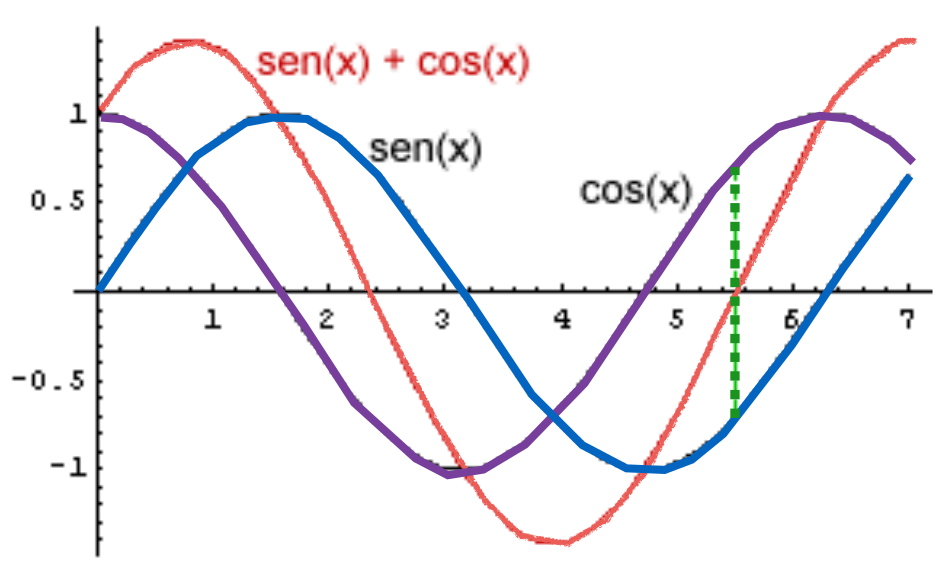 sen(x) + cos(x)
1
sen(x)
cos(x)
0.5
1 2 3 4 5 6 7
-0.5
-1